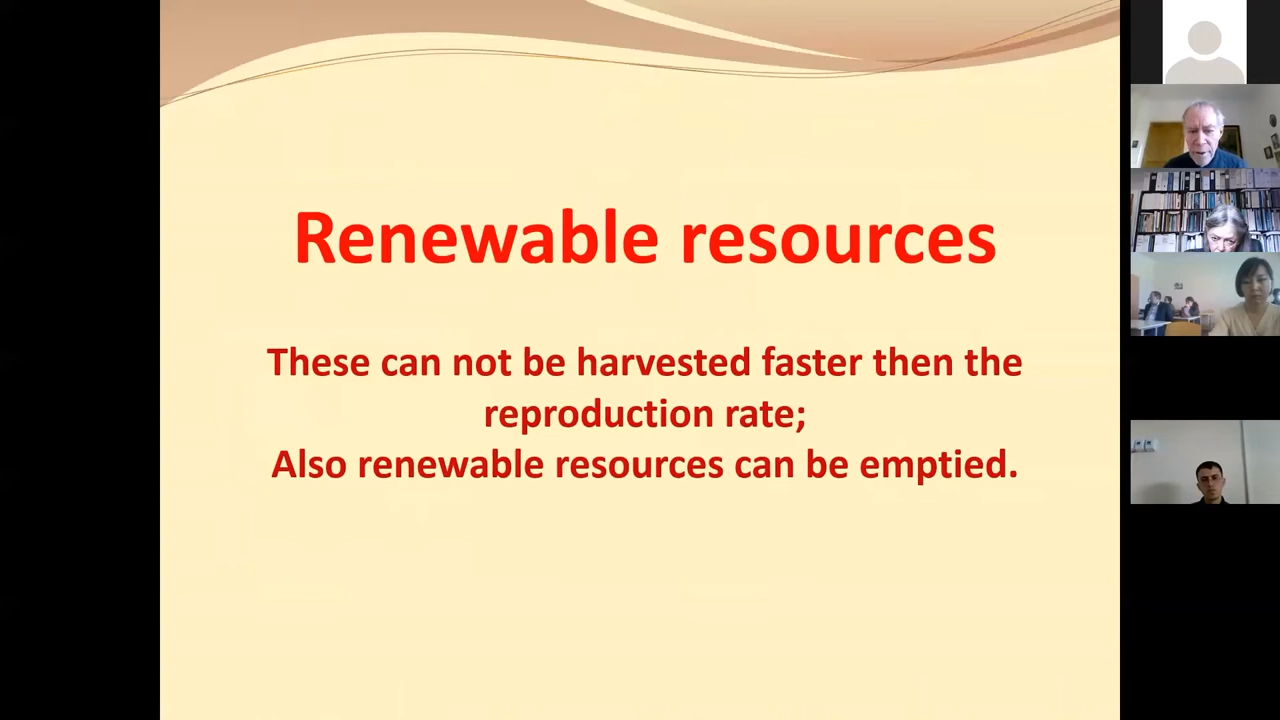 Renewable resources
These can not be harvested faster then the
reproduction rate;
Also renewable resources can be emptied.